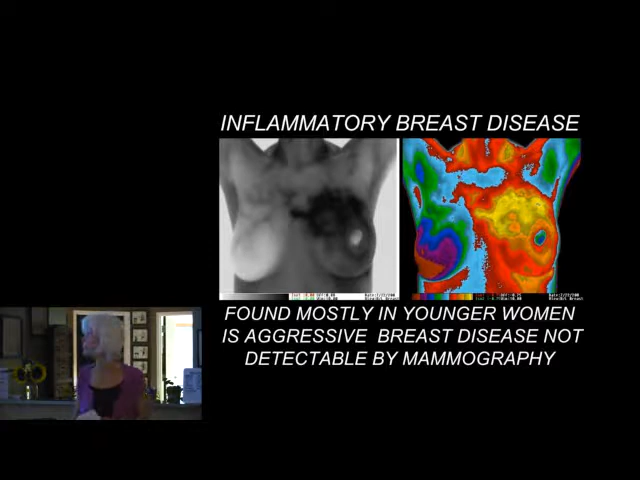 INFLAMMATORY BREAST DISEASE
FOUND MOSTLY IN YOUNGER WOMEN
IS AGGRESSIVE BREAST DISEASE NOT
DETECTABLE BY MAMMOGRAPHY